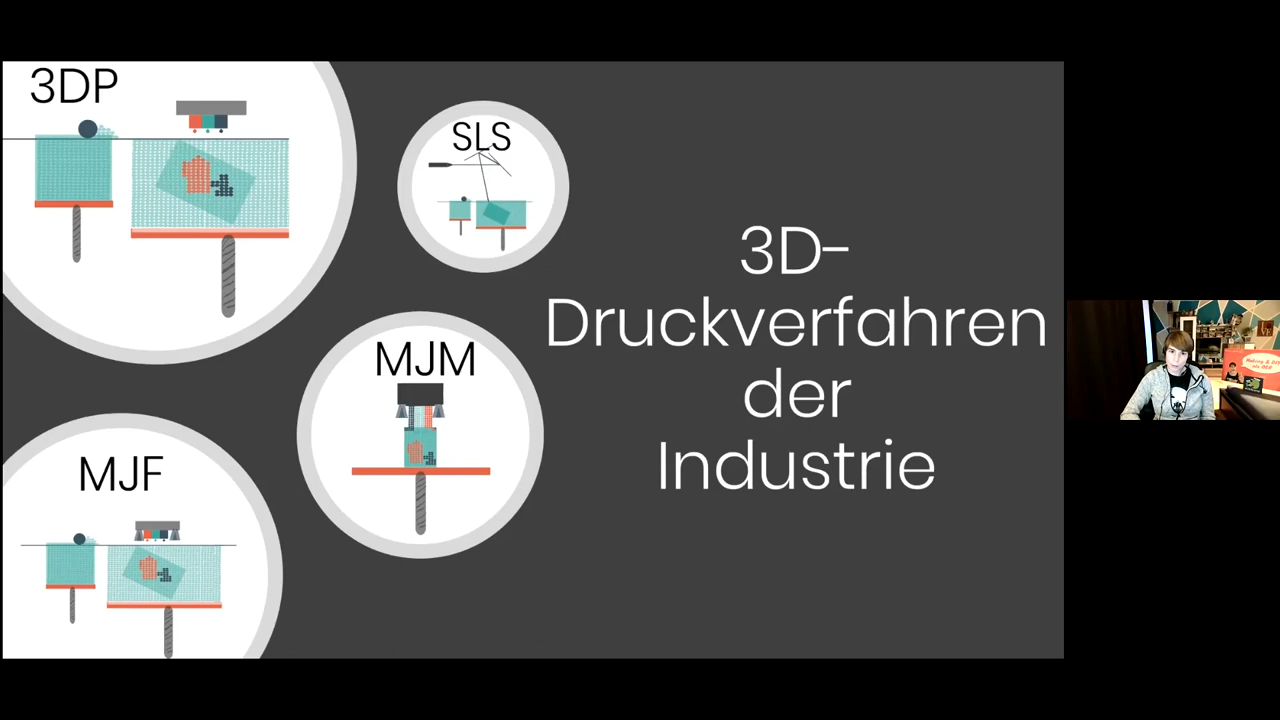 3DP
SLS
3D-
Druckverfahren
der
Industrie
MJM
MJF